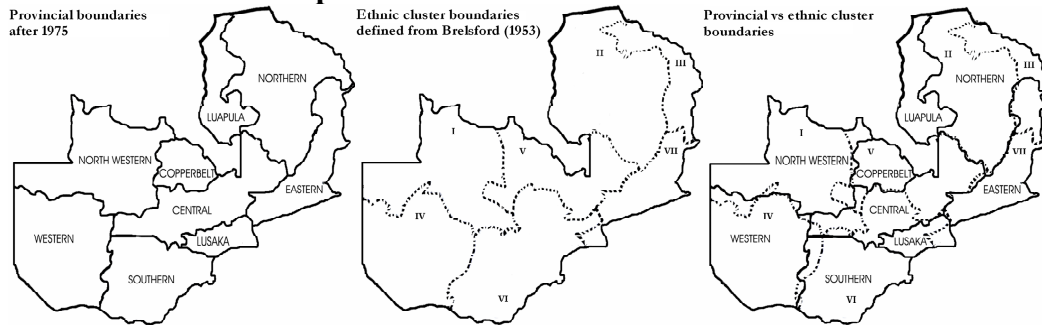 Provincial boundaries
after 1975
NORTHERN
LUAPULA
NORTH WESTERN
COPPERBELT
EASTERN
CENTRAL
WESTERN
LUSAKA
SOUTHERN
Ethnic cluster boundaries
defined from Brelsford (1953)
II
III
I
V
VII
IV
VI
Provincial vs ethnic cluster
boundaries
II
III
NORTHERN
LUAPULA
I
V
VII
NORTH WESTERN
COPPERBELT
EASTERN
IV
CENTRAL
WESTERN
LUSAKA
SOUTHERN
VI